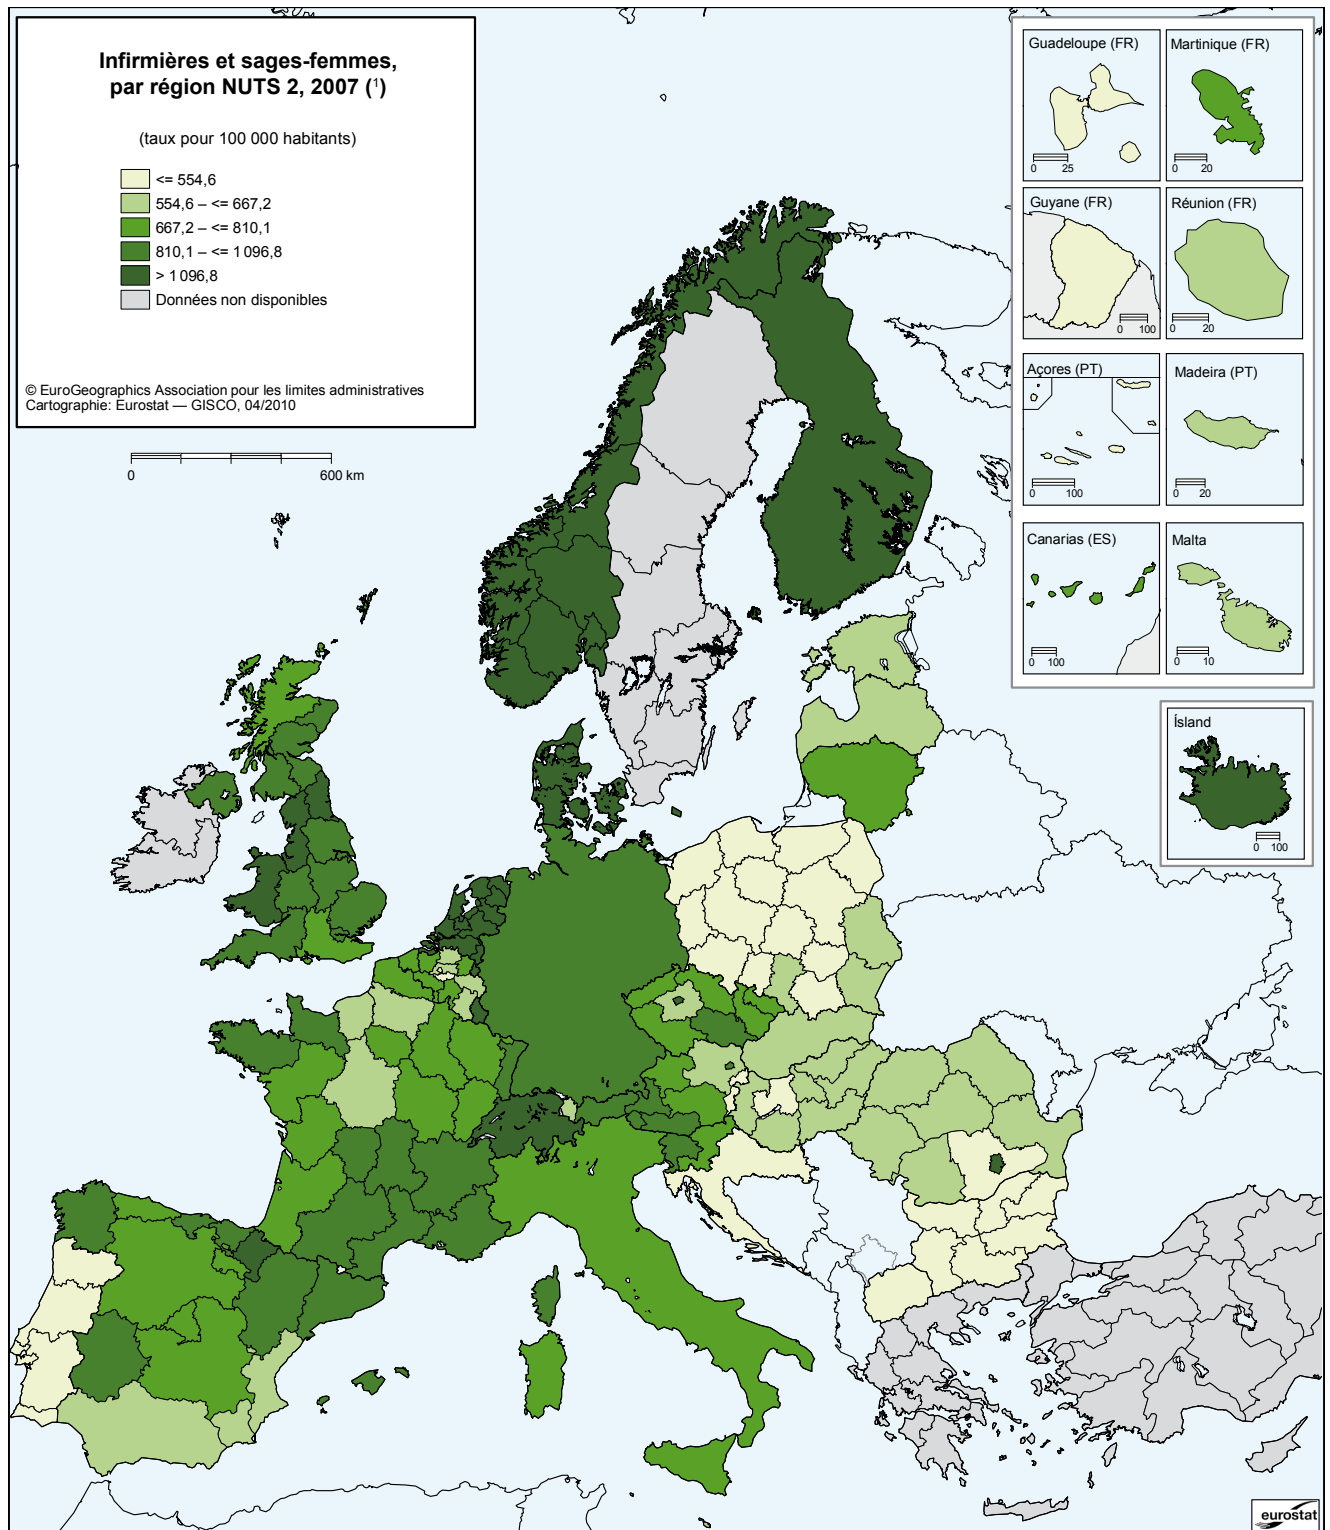 Infirmières et sages-femmes,
par région NUTS 2, 2007 (¹)
(taux pour 100 000 habitants)
<= 554,6
554,6 – <= 667,2
667,2 – <= 810,1
810,1 – <= 1 096,8
> 1 096,8
Données non disponibles
© EuroGeographics Association pour les limites administratives
Cartographie: Eurostat — GISCO, 04/2010
0 600 km
Guadeloupe (FR)
0 25
Martinique (FR)
0 20
Guyane (FR)
0 100
Réunion (FR)
0 20
Açores (PT)
0 100
Madeira (PT)
0 20
Canarias (ES)
0 100
Malta
0 10
Ísland
0 100
eurostat